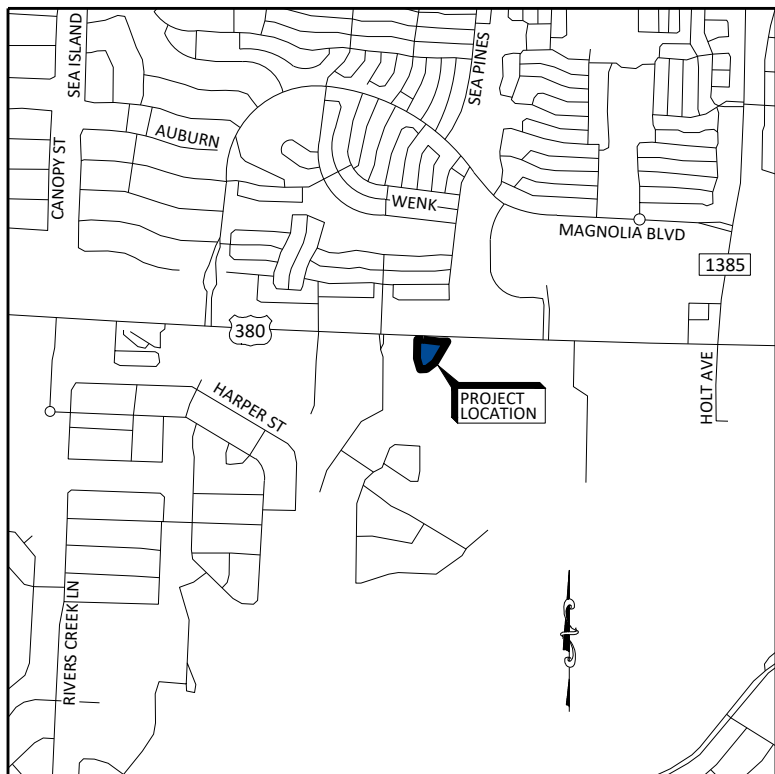 SEA ISLAND
SEA PINES
CANOPY ST
AUBURN
WENK
MAGNOLIA BLVD
1385
380
HARPER ST
PROJECT
LOCATION
HOLT AVE
RIVERS CREEK LN